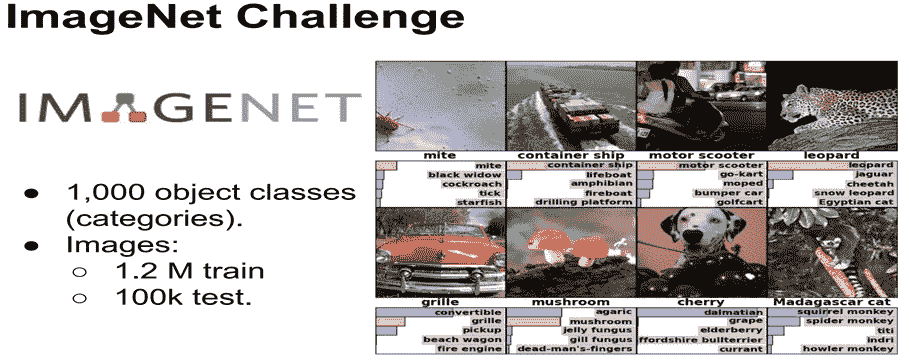 ImageNet Challenge
IMAGENET
● 1,000 object classes
(categories).
● Images:
○ 1.2 M train
○ 100k test.
mite
container ship
motor scooter
leopard
mite
black widow
cockroach
tick
starfish
container ship
lifeboat
amphibian
fireboat
drilling platform
motor scooter
go-kart
moped
bumper car
golfcart
leopard
jaguar
cheetah
snow leopard
Egyptian cat
grille
mushroom
cherry
Madagascar cat
convertible
grille
pickup
beach wagon
fire engine
agaric
mushroom
jelly fungus
gill fungus
dead-man's-fingers
dalmatian
grape
elderberry
ffordshire bullterrier
currant
squirrel monkey
spider monkey
titi
indri
howler monkey